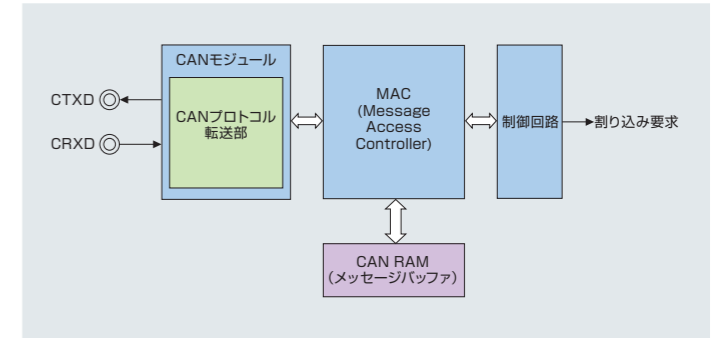 CANモジュール
CANプロトコル
転送部
CTXD
CRXD
MAC
(Message
Access
Controller)
制御回路
割り込み要求
CAN RAM
（メッセージバッファ）